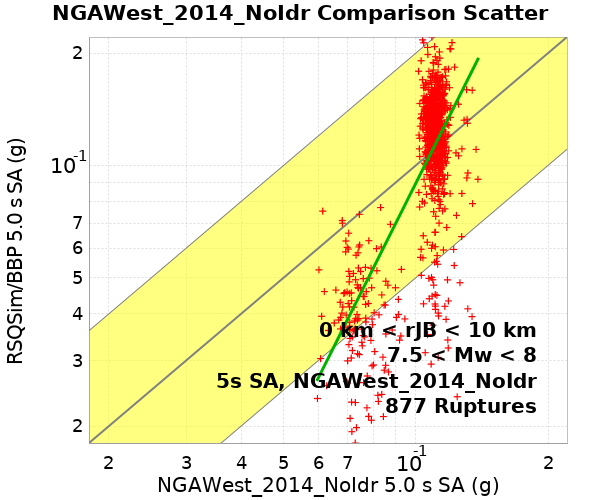 NGAWest_2014_NoIdr Comparison Scatter
RSQSim/BBP 5.0 s SA (g)
2
10-1
7
6
5
4
3
2
0 km < rJB < 10 km
7.5 < Mw < 8
5s SA, NGAWest_2014_NoIdr
877 Ruptures
2 3 4 5 6 7 10-1 2
NGAWest_2014_NoIdr 5.0 s SA (g)